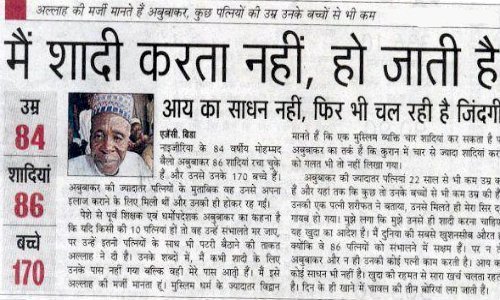 अल्लाह की मर्जी मानते हैं अबुबाकर, कुछ पत्नियों की उम्र उनके बच्चों से भी कम
मैं शादी करता नहीं, हो जाती है
आय का साधन नहीं, फिर भी चल रही है जिंदगी
उम्र
84
शादियां
86
बच्चे
170
एजेंसी. बिडा
नाइजीरिया के 84 वर्षीय मोहम्मद
बैलो अबुबाकर 86 शादियां रचा चुके
है और उनसे उनके 170 बच्चे हैं।
अबुबाकर की ज्यादातर पत्नियों के मुताबिक वह उनसे अपना
इलाज कराने के लिए मिली थीं और उनकी ही होकर रह गईं।
पेशे से पूर्व शिक्षक एवं धर्मोपदेशक अबुबाकर का कहना है
कि यदि किसी की 10 पत्नियां हो तो वह उन्हें संभालते मर जाए,
पर उन्हें इतनी पत्नियों के साथ भी पटरी बैठाने की ताकत
अल्लाह ने दी है। उनके शब्दों में, मैं कभी शादी के लिए
उनके पास नहीं गया बल्कि वही मेरे पास आती हैं। मैं इसे
अल्लाह की मर्जी मानता हूं। मुस्लिम धर्म के ज्यादातर विद्वान
मानते हैं कि एक मुस्लिम व्यक्ति चार शादियां कर सकता है प
अबुबाकर का तर्क है कि कुरान में चार से ज्यादा शादियां कर
को गलत भी तो नहीं लिखा गया।
अबुबाकर की ज्यादातर पत्नियां 22 साल से भी कम उम्र क
हैं और यहां तक कि कुछ तो उनके बच्चों से भी कम उम्र की है
उनकी एक पत्नी शरीफत ने बताया, उनसे मिलते ही मेरा सिर द
गायब हो गया। मुझे लगा कि मुझे उनसे ही शादी करना चाहिए
यह खुदा का आदेश हैं। मैं दुनिया की सबसे खुशनसीब औरत ह
क्योंकि वे 86 पत्नियों को संभालने में सक्षम हैं। पर न त
अबुबाकर और न ही उनकी कोई पत्नी काम करती है। आय क
कोई साधन भी नहीं है। खुदा की रहमत से सारा खर्च चलता रह
है। दिन के ही खाने में चावल की तीन बोरियां लग जाती हैं।